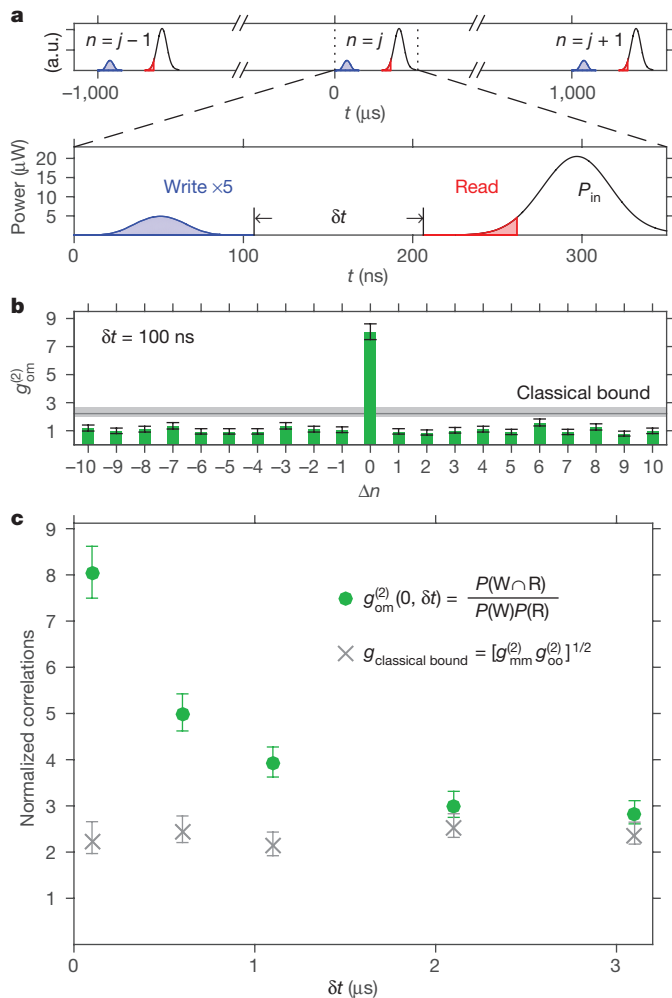 a
(a.u.)
n = j − 1
n = j
n = j + 1
−1,000
0
1,000
t (μs)
Power (μW)
20
15
10
5
Write ×5
δt
Read
P_in
0
100
200
300
t (ns)
b
g_om^(2)
9
7
5
3
1
δt = 100 ns
Classical bound
−10 −9 −8 −7 −6 −5 −4 −3 −2 −1 0 1 2 3 4 5 6 7 8 9 10
Δn
c
Normalized correlations
9
8
7
6
5
4
3
2
1
g_om^(2)(0, δt) = P(W∩R) / P(W)P(R)
g_classical bound = [g_mm^(2) g_oo^(2)]^1/2
0
1
2
3
δt (μs)